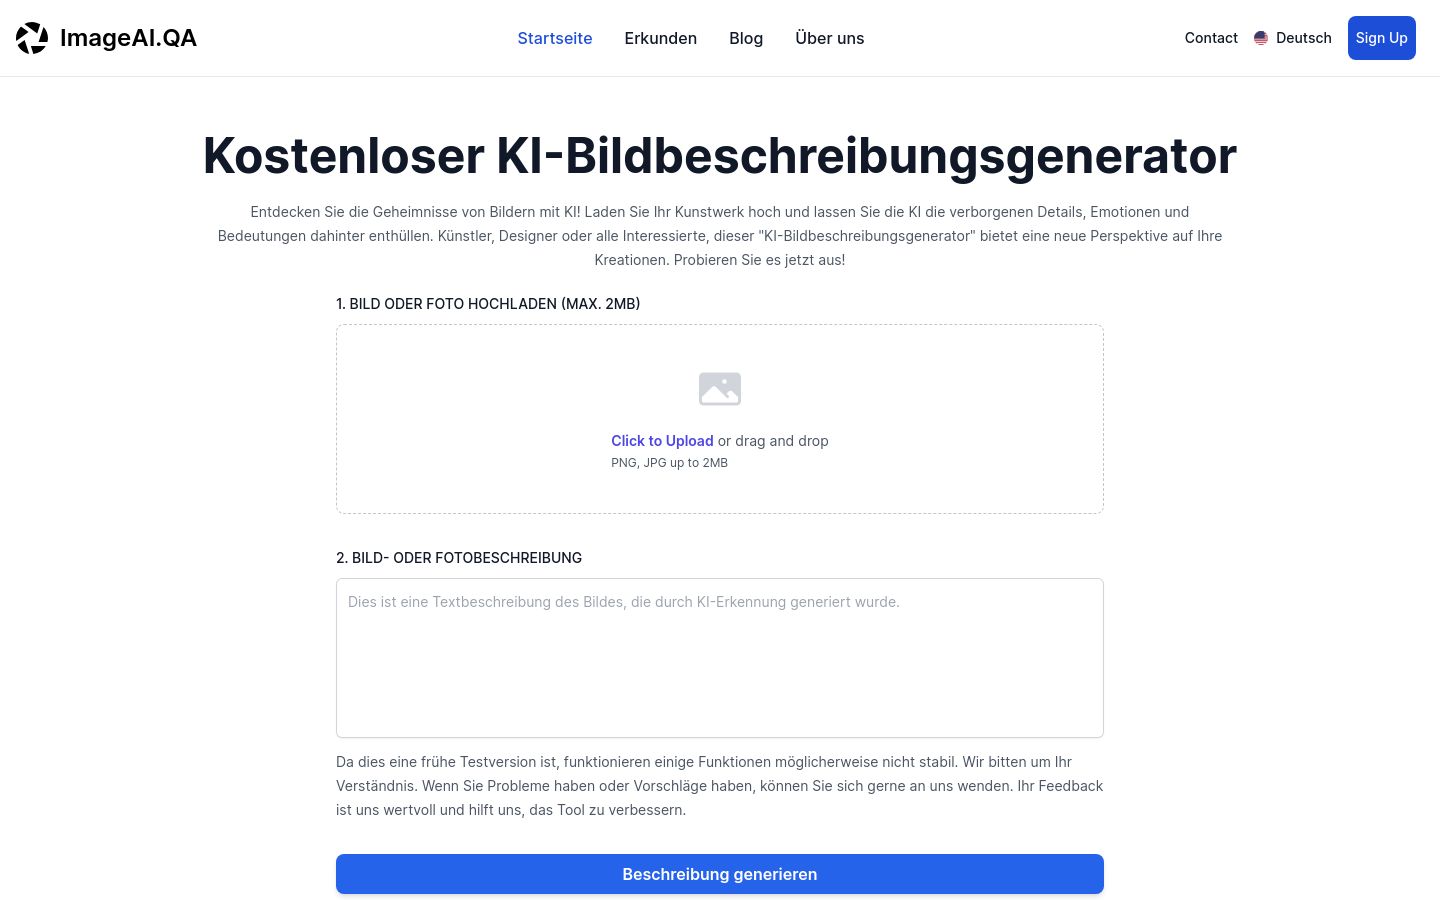 ImageAI.QA
Startseite
Erkunden
Blog
Über uns
Contact
Deutsch
Sign Up
Kostenloser KI-Bildbeschreibungsgenerator
Entdecken Sie die Geheimnisse von Bildern mit KI! Laden Sie Ihr Kunstwerk hoch und lassen Sie die KI die verborgenen Details, Emotionen und
Bedeutungen dahinter enthüllen. Künstler, Designer oder alle Interessierte, dieser "KI-Bildbeschreibungsgenerator" bietet eine neue Perspektive auf Ihre
Kreationen. Probieren Sie es jetzt aus!
1. BILD ODER FOTO HOCHLADEN (MAX. 2MB)
Click to Upload or drag and drop
PNG, JPG up to 2MB
2. BILD- ODER FOTOBESCHREIBUNG
Dies ist eine Textbeschreibung des Bildes, die durch KI-Erkennung generiert wurde.
Da dies eine frühe Testversion ist, funktionieren einige Funktionen möglicherweise nicht stabil. Wir bitten um Ihr
Verständnis. Wenn Sie Probleme haben oder Vorschläge haben, können Sie sich gerne an uns wenden. Ihr Feedback
ist uns wertvoll und hilft uns, das Tool zu verbessern.
Beschreibung generieren